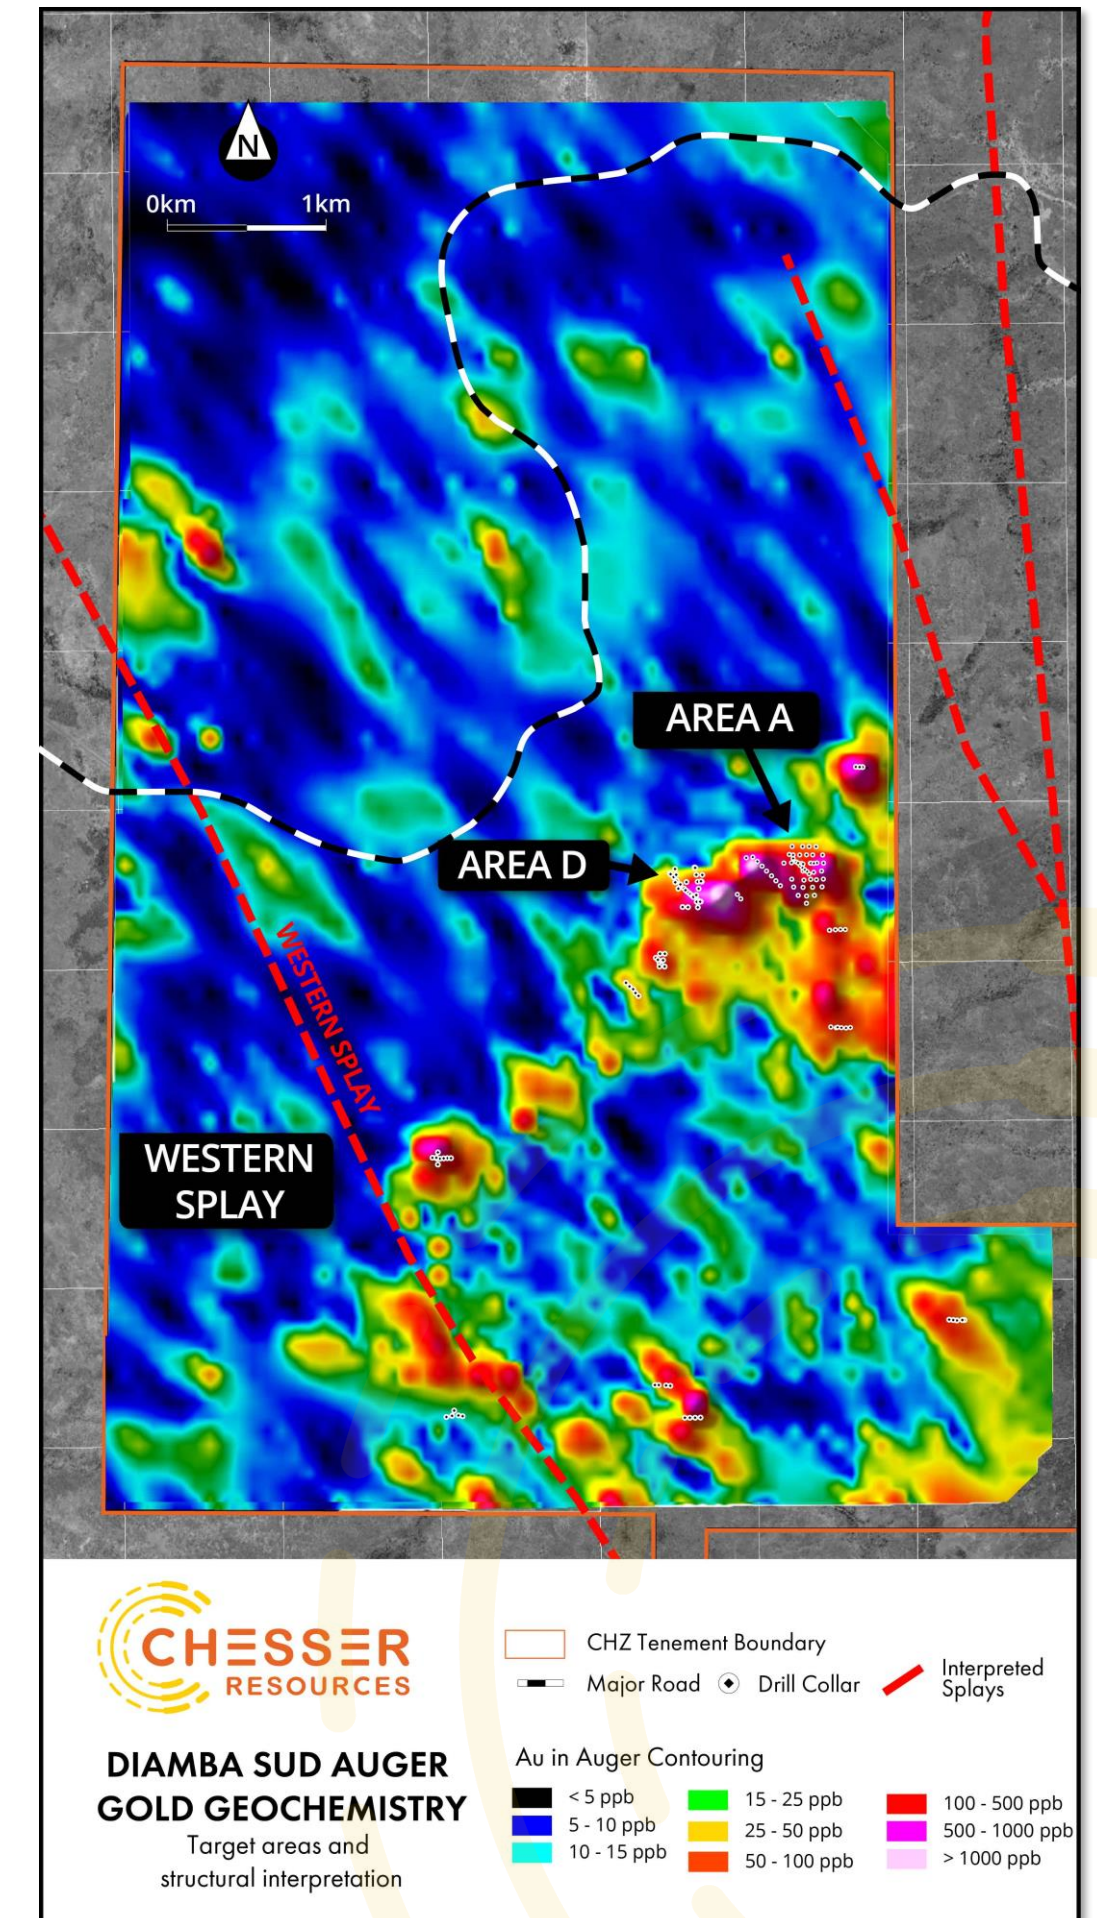 N
0km 1km
AREA A
AREA D
WESTERN SPLAY
WESTERN
SPLAY
CHESSER
RESOURCES
DIAMBA SUD AUGER
GOLD GEOCHEMISTRY
Target areas and
structural interpretation
CHZ Tenement Boundary
Major Road
Drill Collar
Interpreted
Splays
Au in Auger Contouring
< 5 ppb
5 - 10 ppb
10 - 15 ppb
15 - 25 ppb
25 - 50 ppb
50 - 100 ppb
100 - 500 ppb
500 - 1000 ppb
> 1000 ppb